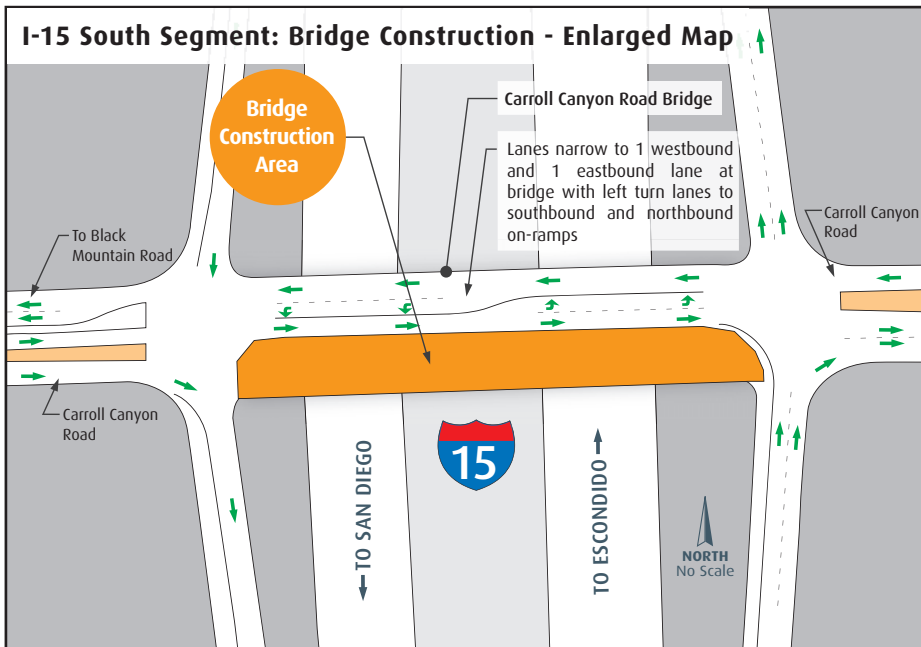 I-15 South Segment: Bridge Construction - Enlarged Map
Bridge
Construction
Area
Carroll Canyon Road Bridge
Lanes narrow to 1 westbound
and 1 eastbound lane at
bridge with left turn lanes to
southbound and northbound
on-ramps
To Black
Mountain Road
Carroll Canyon
Road
Carroll Canyon
Road
TO SAN DIEGO
15
TO ESCONDIDO
NORTH
No Scale